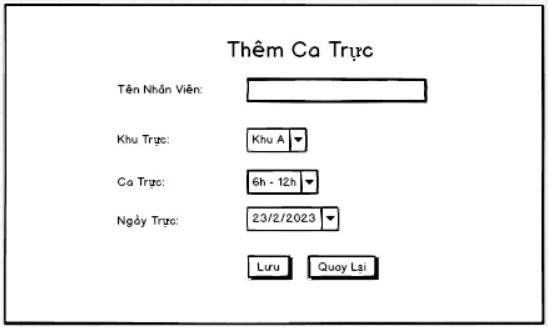 Thêm Ca Trực
Tên Nhân Viên:
Khu Trực: Khu A
Ca Trực: 6h - 12h
Ngày Trực: 23/2/2023
Lưu Quay Lại